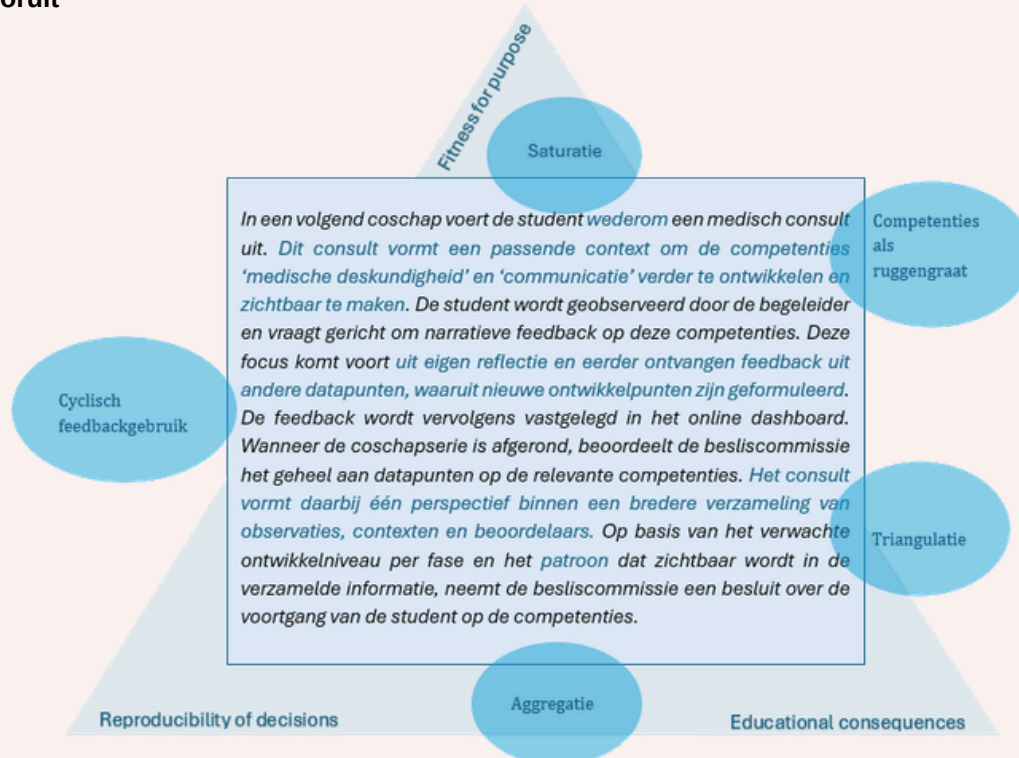 oruit
Fitness for purpose
Saturatie
In een volgend coschap voert de student wederom een medisch consult
uit. Dit consult vormt een passende context om de competenties
‘medische deskundigheid’ en ‘communicatie’ verder te ontwikkelen en
zichtbaar te maken. De student wordt geobserveerd door de begeleider
en vraagt gericht om narratieve feedback op deze competenties. Deze
focus komt voort uit eigen reflectie en eerder ontvangen feedback uit
andere datapunten, waaruit nieuwe ontwikkelpunten zijn geformuleerd.
De feedback wordt vervolgens vastgelegd in het online dashboard.
Wanneer de coschapserie is afgerond, beoordeelt de besliscommissie
het geheel aan datapunten op de relevante competenties. Het consult
vormt daarbij één perspectief binnen een bredere verzameling van
observaties, contexten en beoordelaars. Op basis van het verwachte
ontwikkelniveau per fase en het patroon dat zichtbaar wordt in de
verzamelde informatie, neemt de besliscommissie een besluit over de
voortgang van de student op de competenties.
Competenties
als
ruggengraat
Cyclisch
feedbackgebruik
Triangulatie
Aggregatie
Reproducibility of decisions
Educational consequences